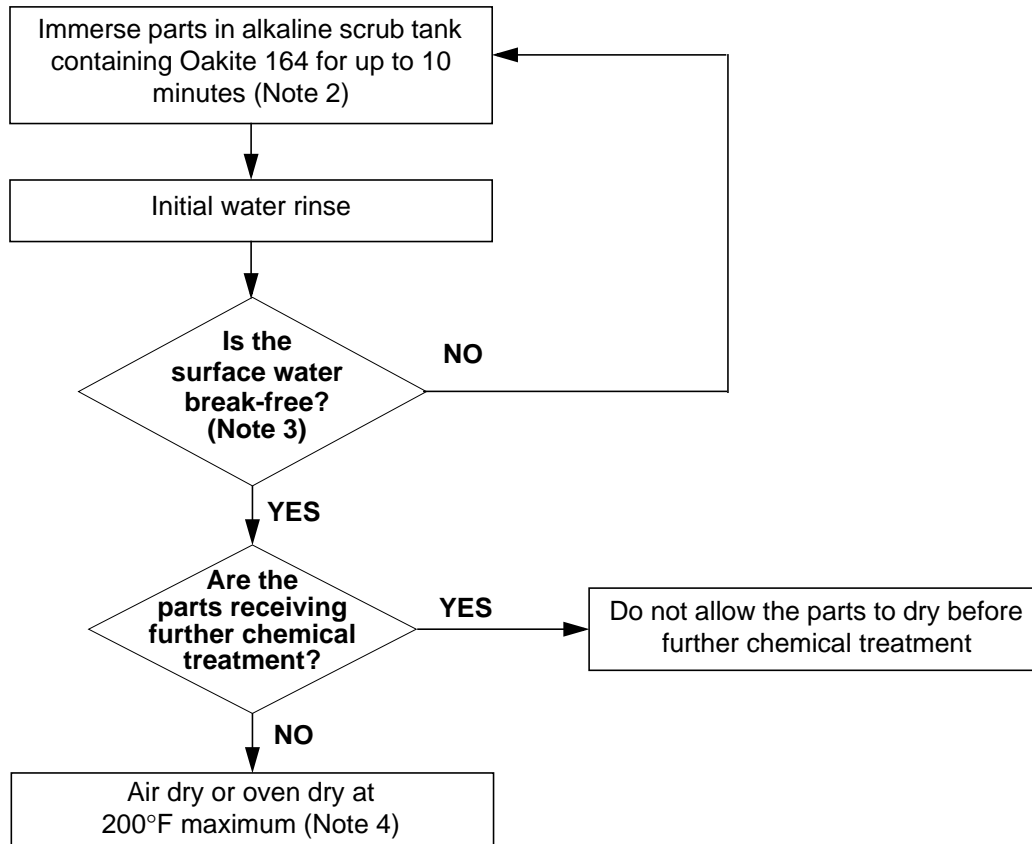 Immerse parts in alkaline scrub tank
containing Oakite 164 for up to 10
minutes (Note 2)
Initial water rinse
Is the
surface water
break-free?
(Note 3)
NO
YES
Are the
parts receiving
further chemical
treatment?
YES
Do not allow the parts to dry before
further chemical treatment
NO
Air dry or oven dry at
200°F maximum (Note 4)